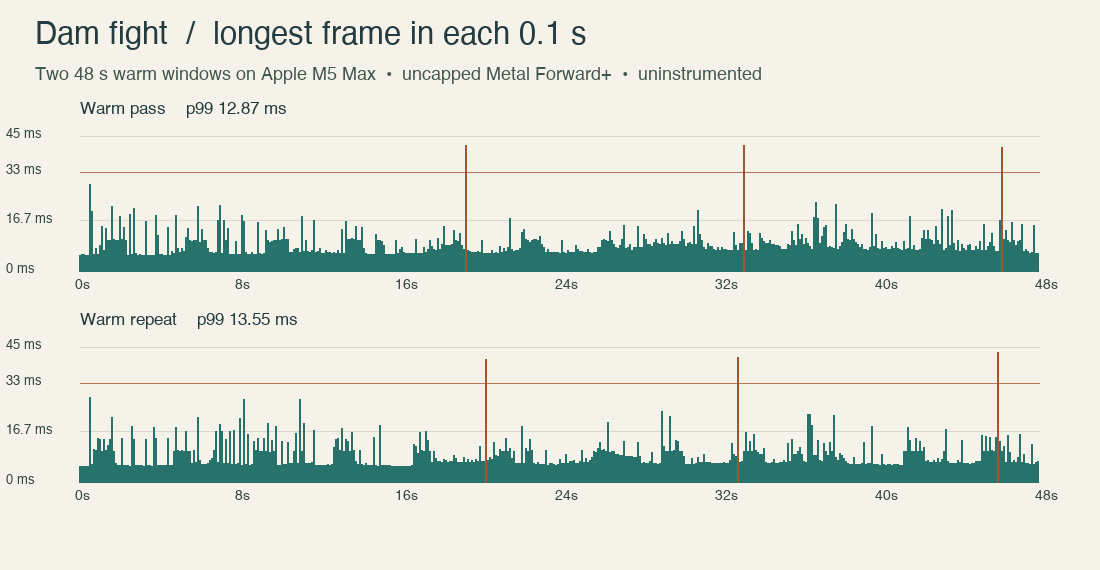 Dam fight / longest frame in each 0.1 s
Two 48 s warm windows on Apple M5 Max • uncapped Metal Forward+ • uninstrumented
Warm pass p99 12.87 ms
45 ms
33 ms
16.7 ms
0 ms
0s 8s 16s 24s 32s 40s 48s
Warm repeat p99 13.55 ms
45 ms
33 ms
16.7 ms
0 ms
0s 8s 16s 24s 32s 40s 48s